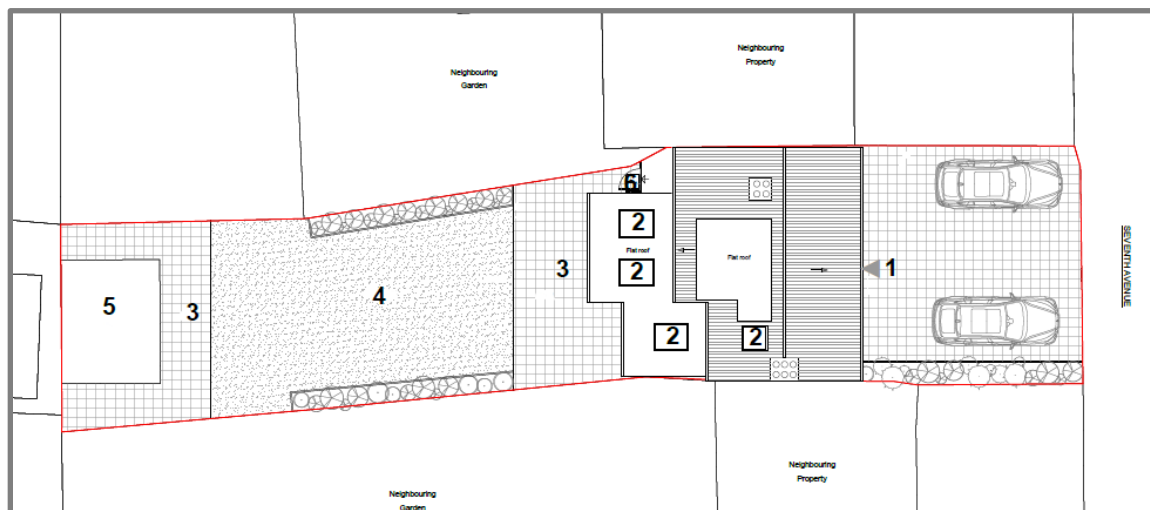 Neighbouring
Property
Neighbouring
Garden
6
2
Flat roof
2
3
2
Flat roof
2
1
4
5
3
SEVENTH AVENUE
Neighbouring
Property
Neighbouring
Garden